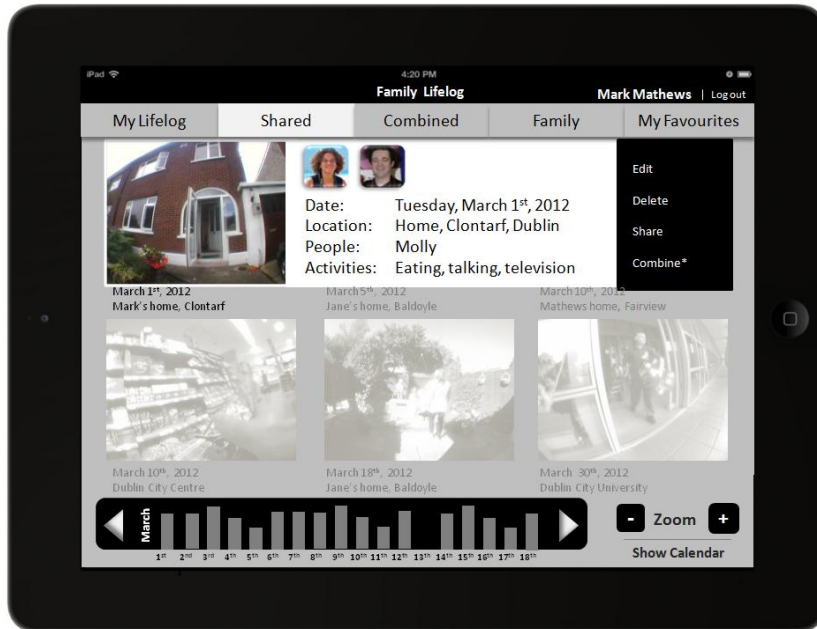 iPad 4:20 PM
Family Lifelog
Mark Mathews | Logout
My Lifelog Shared Combined Family My Favourites
Date: Tuesday, March 1st, 2012
Location: Home, Clontarf, Dublin
People: Molly
Activities: Eating, talking, television
Edit
Delete
Share
Combine*
March 1st, 2012
Mark's home, Clontarf
March 5th, 2012
Jane's home, Baldoyle
March 10th, 2012
Mathews home, Fairview
March 10th, 2012
Dublin City Centre
March 18th, 2012
Jane's home, Baldoyle
March 30th, 2012
Dublin City University
March
1st 2nd 3rd 4th 5th 6th 7th 8th 9th 10th 11th 12th 13th 14th 15th 16th 17th 18th
- Zoom +
Show Calendar